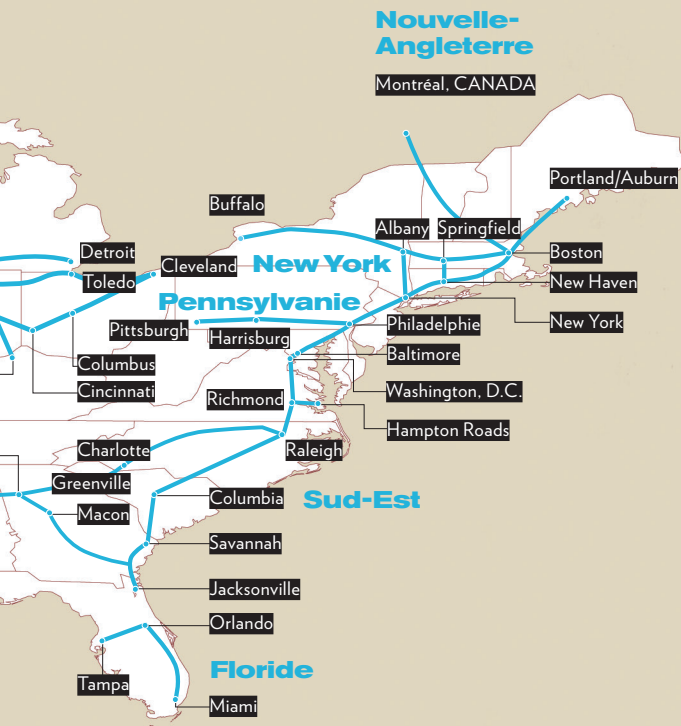 Nouvelle-
Angleterre
Montréal, CANADA
Portland/Auburn
Buffalo
Albany
Springfield
Boston
Detroit
Cleveland
New York
Toledo
New Haven
Pennsylvanie
Pittsburgh
Harrisburg
Philadelphie
New York
Baltimore
Columbus
Cincinnati
Washington, D.C.
Richmond
Hampton Roads
Charlotte
Raleigh
Greenville
Columbia
Sud-Est
Macon
Savannah
Jacksonville
Orlando
Floride
Tampa
Miami